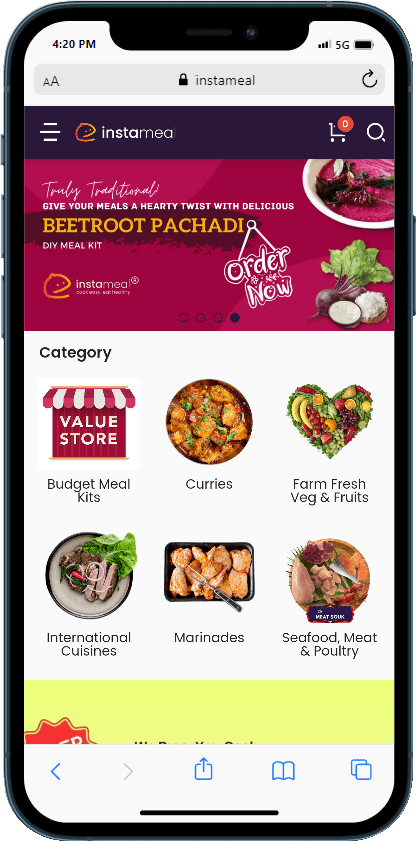 4:20 PM
5G
AA
instameal
instameal
0
Truly Traditional!
GIVE YOUR MEALS A HEARTY TWIST WITH DELICIOUS
BEETROOT PACHADI
DIY MEAL KIT
instameal®
cook easy. eat healthy
Order
Now
Category
VALUE
STORE
Budget Meal
Kits
Curries
Farm Fresh
Veg & Fruits
MEAT SOUK
International
Cuisines
Marinades
Seafood, Meat
& Poultry